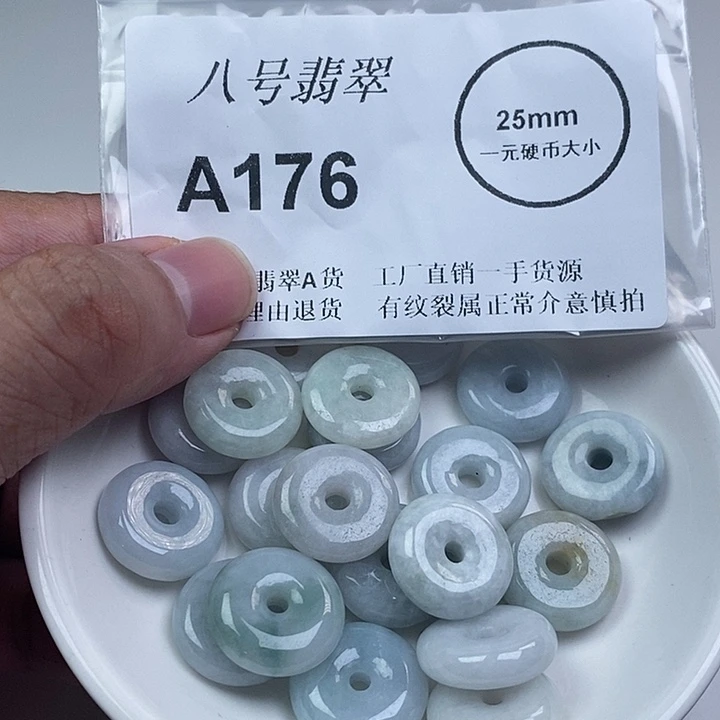 八号翡翠
A176
25mm
一元硬币大小
翡翠A货 工厂直销一手货源
理由退货 有纹裂属正常介意慎拍